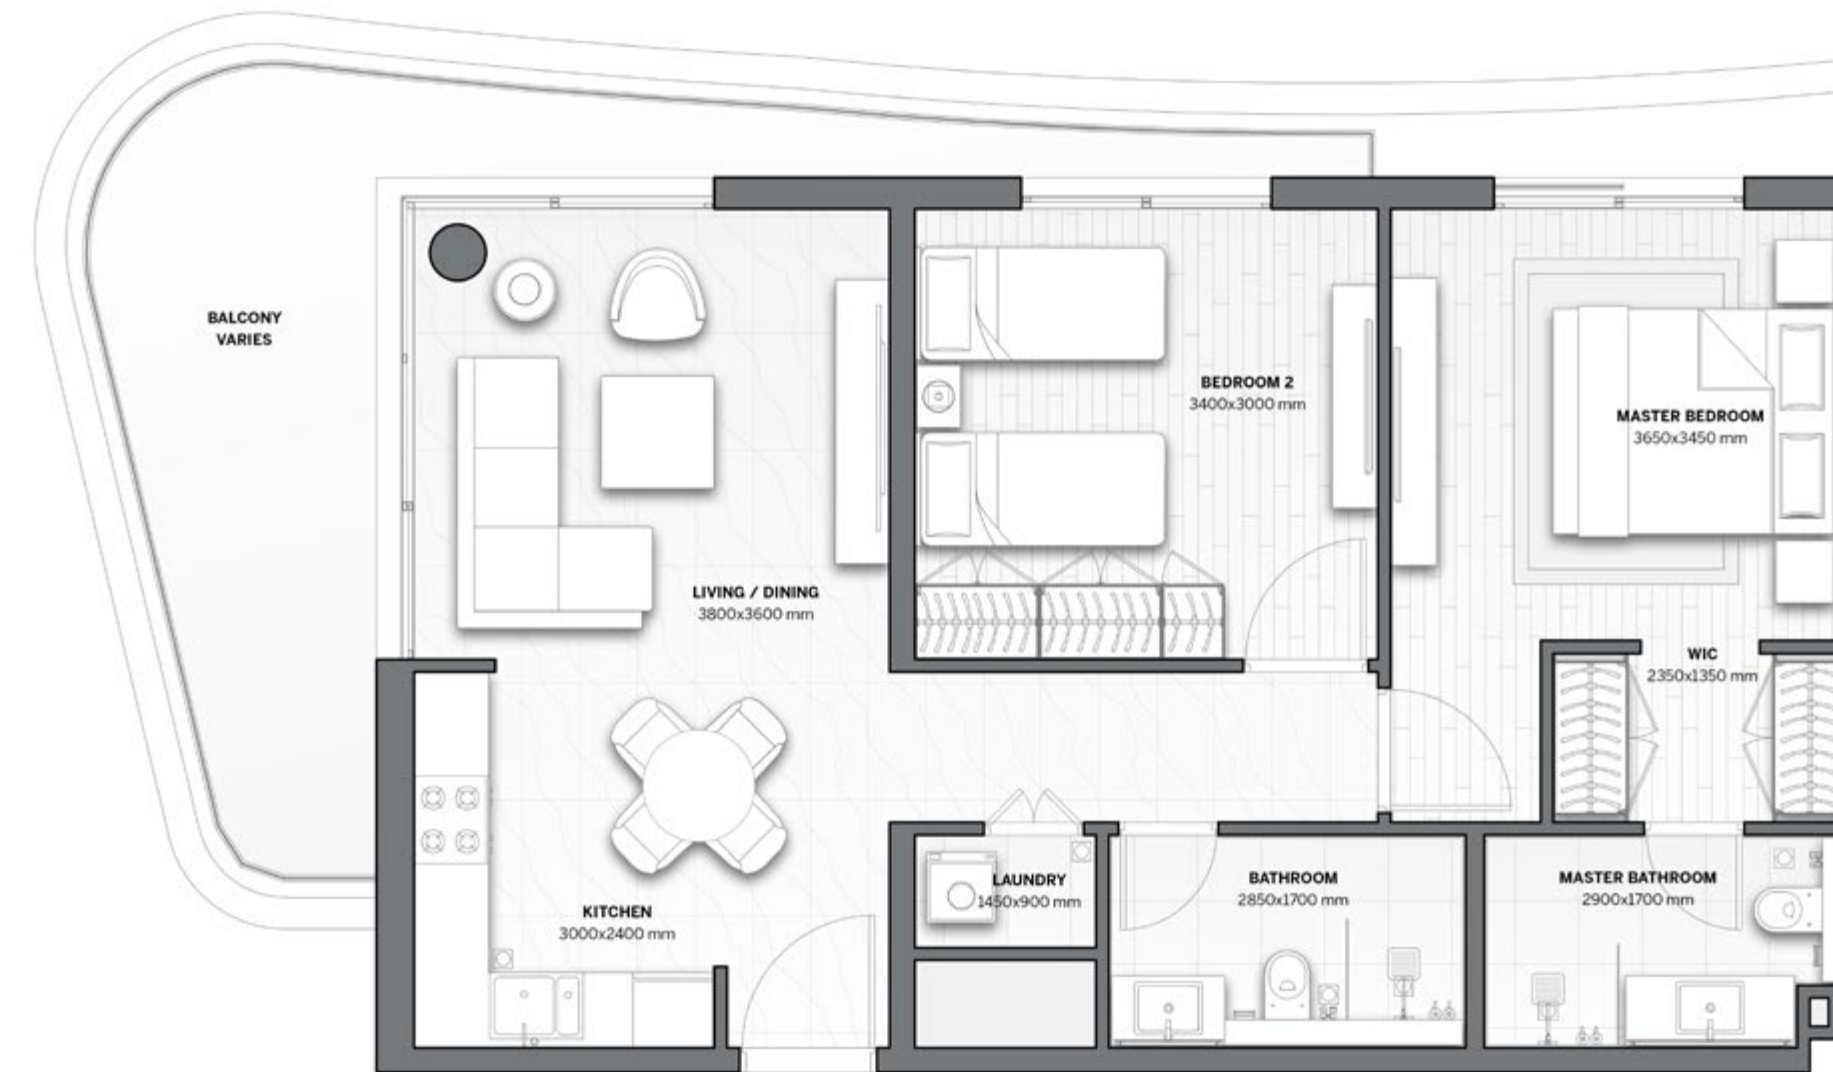 BALCONY
VARIES
LIVING / DINING
3800x3600 mm
BEDROOM 2
3400x3000 mm
MASTER BEDROOM
3650x3450 mm
WIC
2350x1350 mm
KITCHEN
3000x2400 mm
LAUNDRY
1450x900 mm
BATHROOM
2850x1700 mm
MASTER BATHROOM
2900x1700 mm